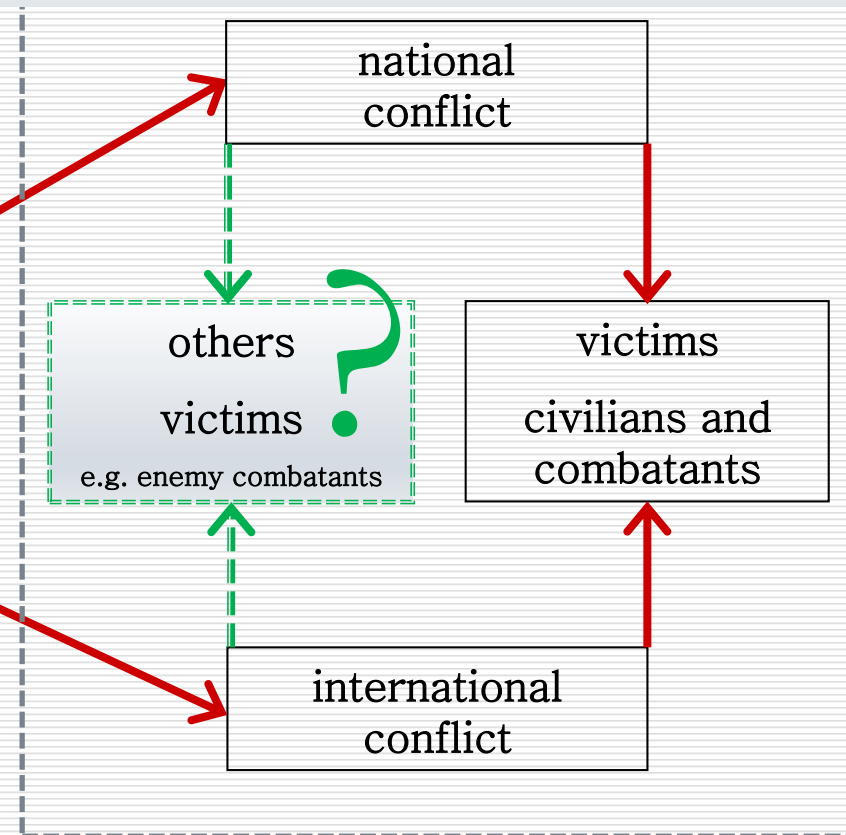 national
conflict
others
victims
?
e.g. enemy combatants
victims
civilians and
combatants
international
conflict